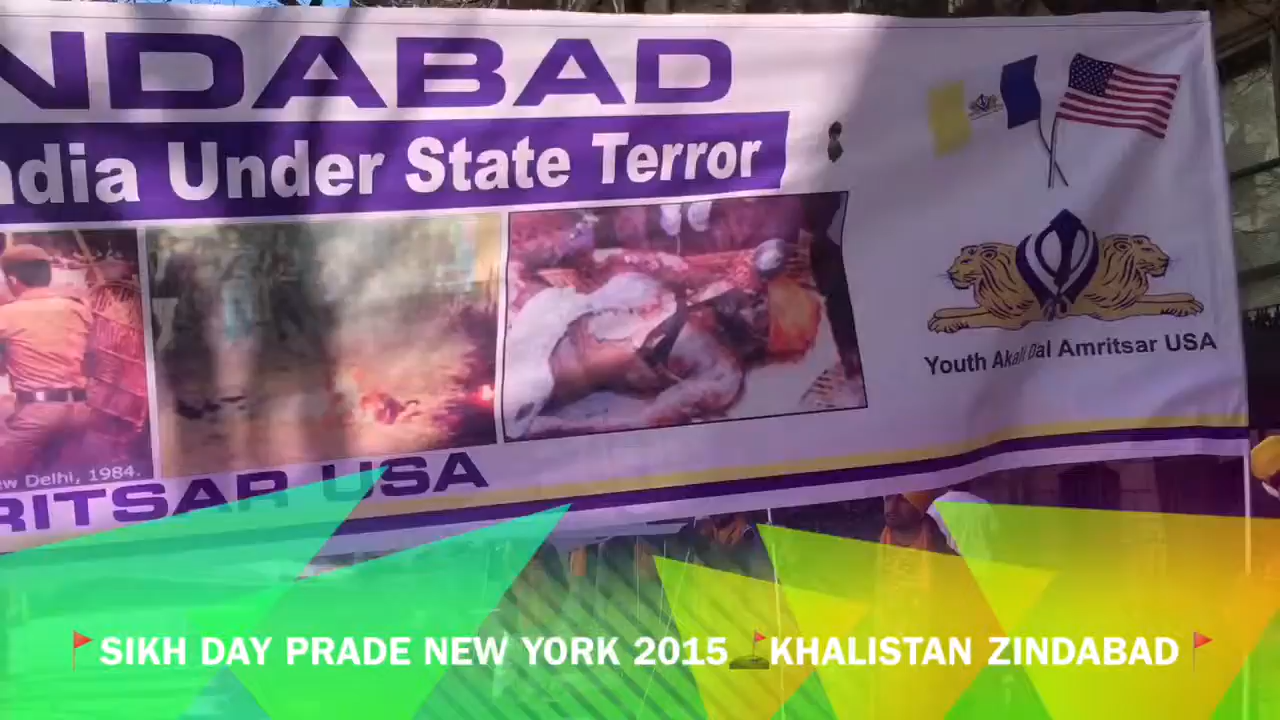 NDABAD
ndia Under State Terror
ew Delhi, 1984.
RITSAR USA
Youth Akali Dal Amritsar USA
SIKH DAY PRADE NEW YORK 2015 KHALISTAN ZINDABAD